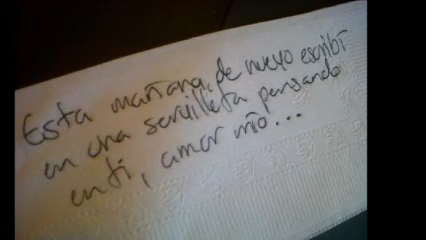 Esta mañana, de nuevo escribí
en una servilleta pensando
en ti, amor mío...